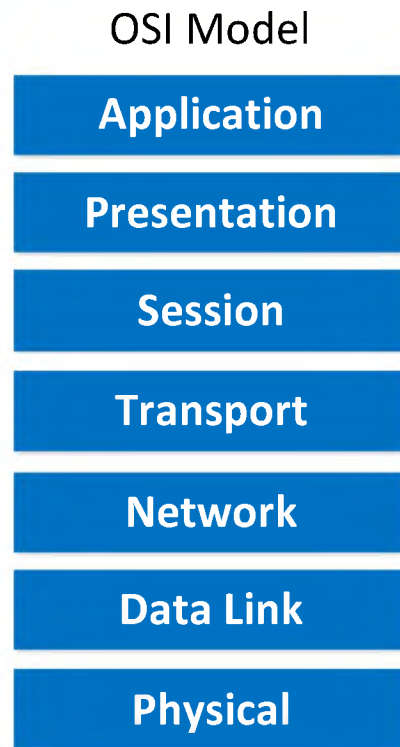 OSI Model
Application
Presentation
Session
Transport
Network
Data Link
Physical